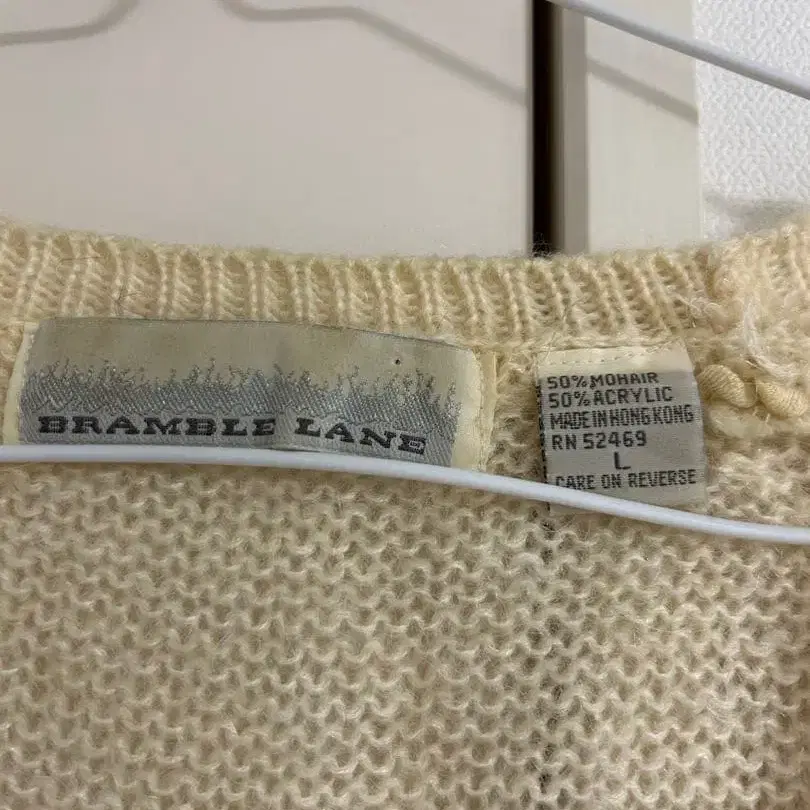 BRAMBLE LANE
50% MOHAIR
50% ACRYLIC
MADE IN HONG KONG
RN 52469
L
CARE ON REVERSE